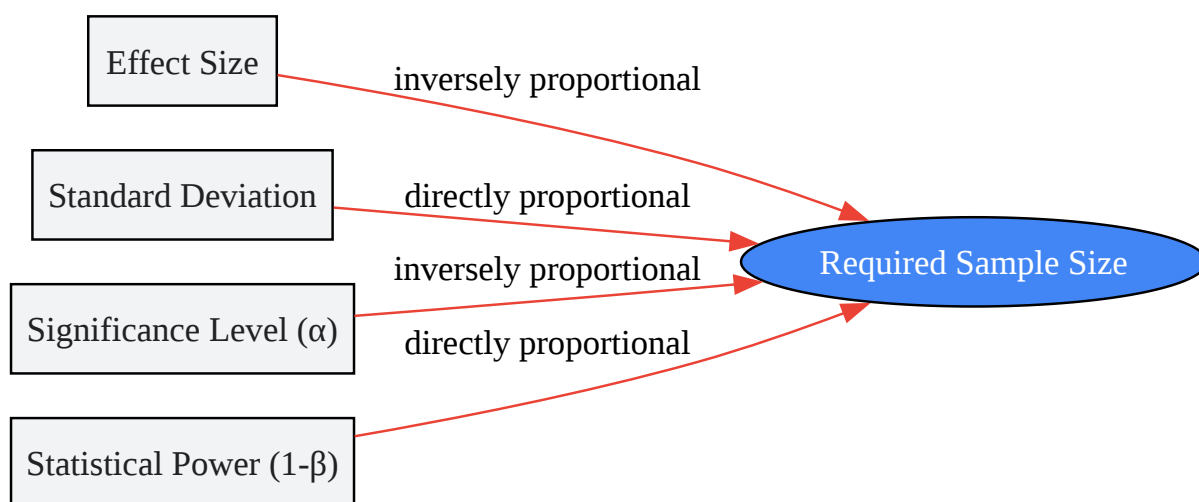 Effect Size
inversely proportional
Standard Deviation
directly proportional
Required Sample Size
inversely proportional
Significance Level (α)
directly proportional
Statistical Power (1-β)